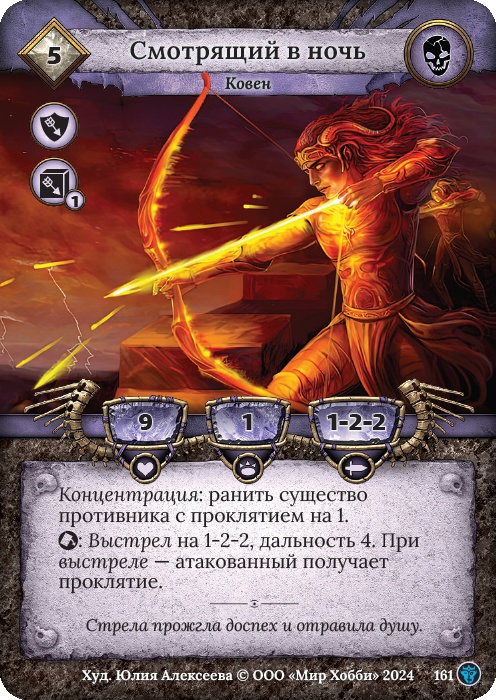 5
Смотрящий в ночь
Ковен
1
9
1
1-2-2
Концентрация: ранить существо
противника с проклятием на 1.
: Выстрел на 1-2-2, дальность 4. При
выстреле — атакованный получает
проклятие.
Стрела прожгла доспех и отравила душу.
Худ. Юлия Алексеева © ООО «Мир Хобби» 2024 161